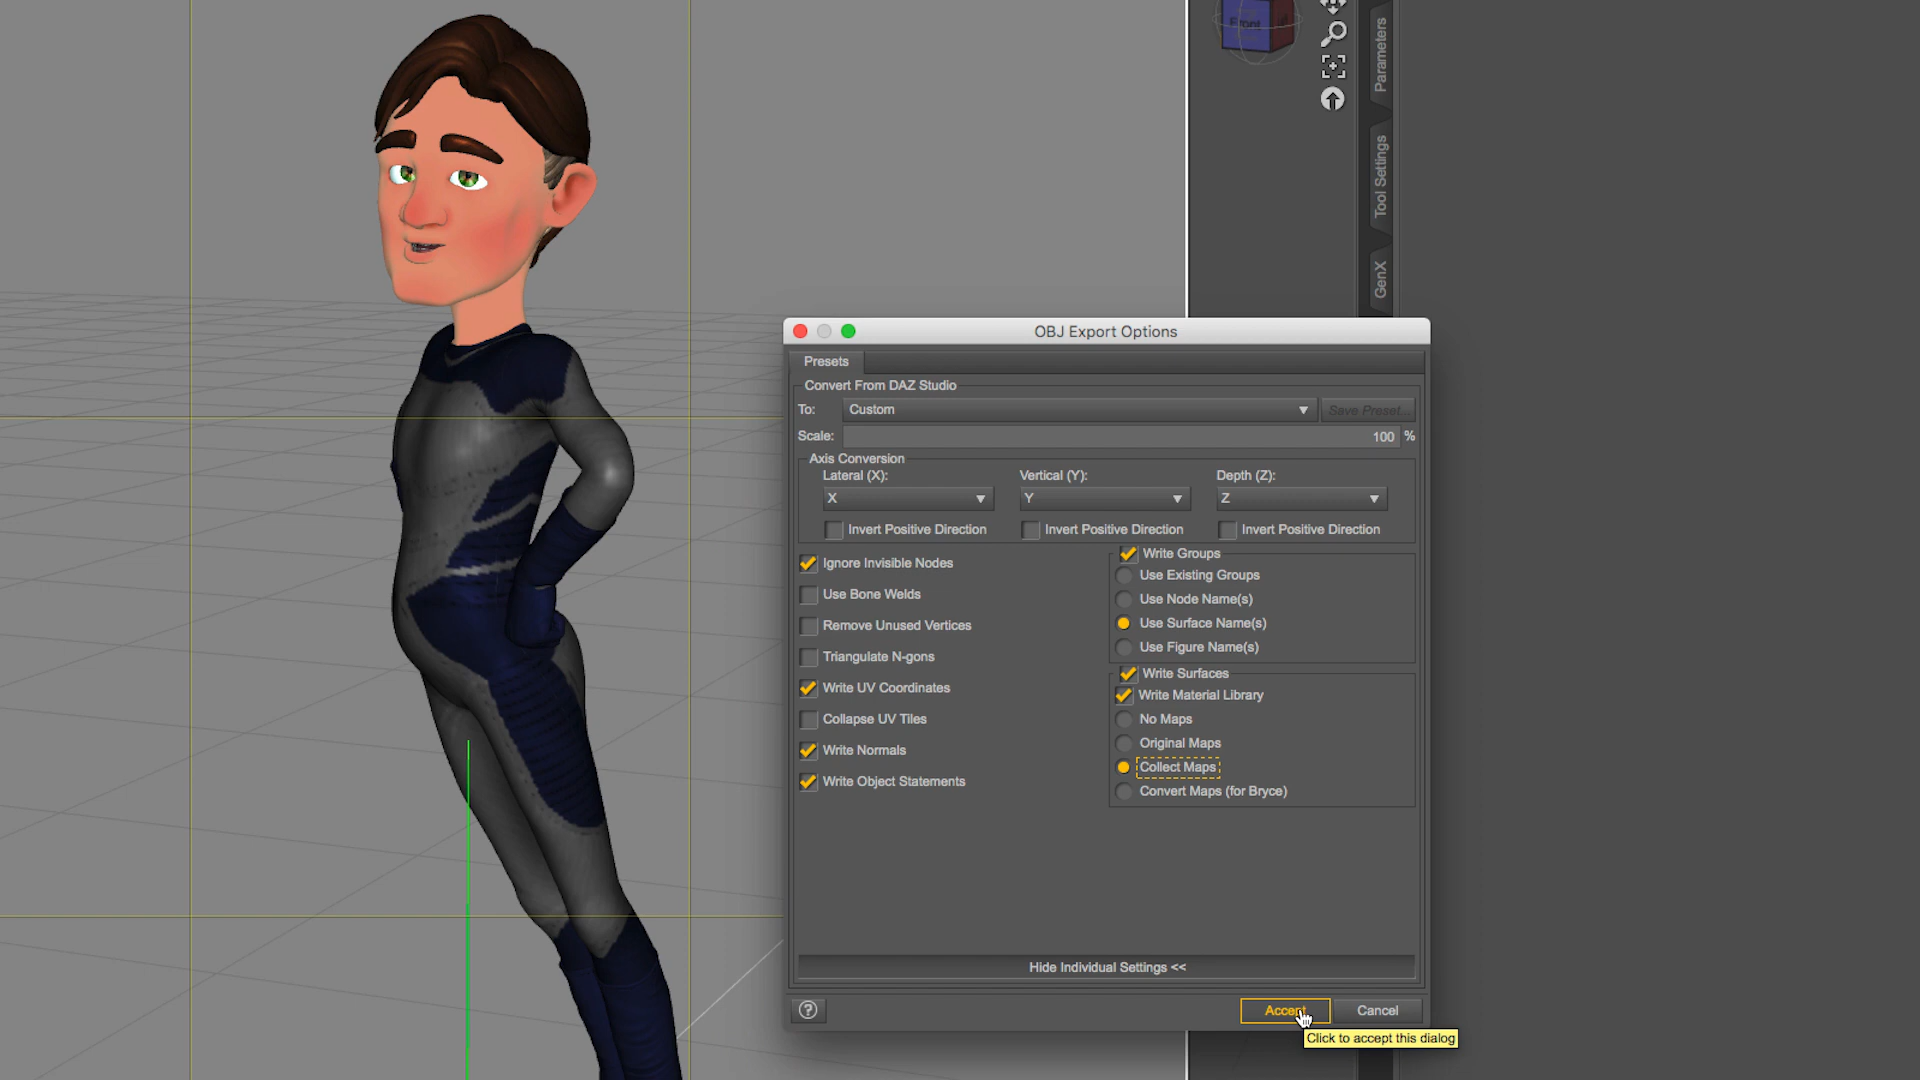 Front
Parameters
Tool Settings
GenX
OBJ Export Options
Presets
Convert From DAZ Studio
To: Custom Save Preset...
Scale: 100 %
Axis Conversion
Lateral (X): Vertical (Y): Depth (Z):
X Y Z
Invert Positive Direction Invert Positive Direction Invert Positive Direction
Ignore Invisible Nodes
Use Bone Welds
Remove Unused Vertices
Triangulate N-gons
Write UV Coordinates
Collapse UV Tiles
Write Normals
Write Object Statements
Write Groups
Use Existing Groups
Use Node Name(s)
Use Surface Name(s)
Use Figure Name(s)
Write Surfaces
Write Material Library
No Maps
Original Maps
Collect Maps
Convert Maps (for Bryce)
Hide Individual Settings <<
? Accept Cancel
Click to accept this dialog